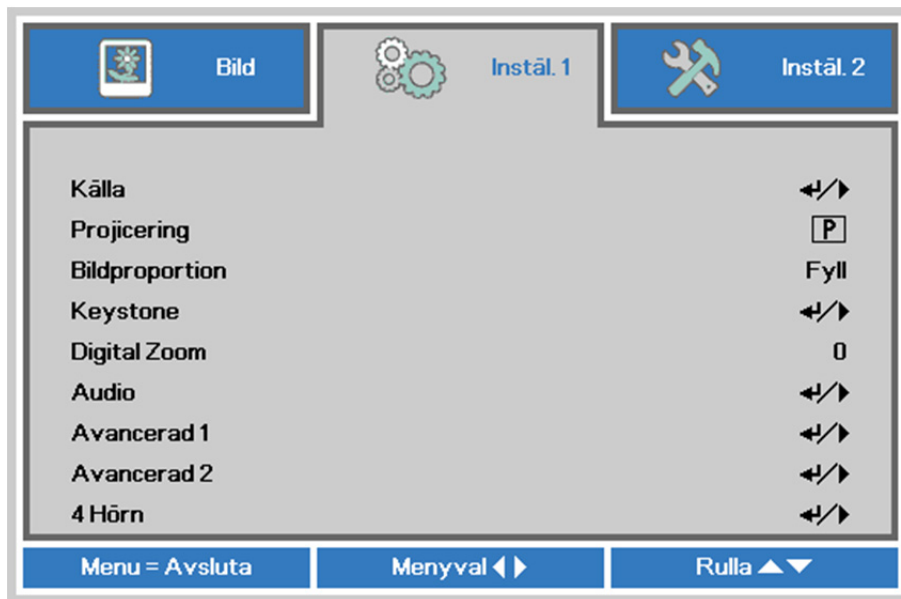 Bild
Instäl. 1
Instäl. 2
Källa
Projicering P
Bildproportion Fyll
Keystone
Digital Zoom 0
Audio
Avancerad 1
Avancerad 2
4 Hörn
Menu = Avsluta
Menyval
Rulla